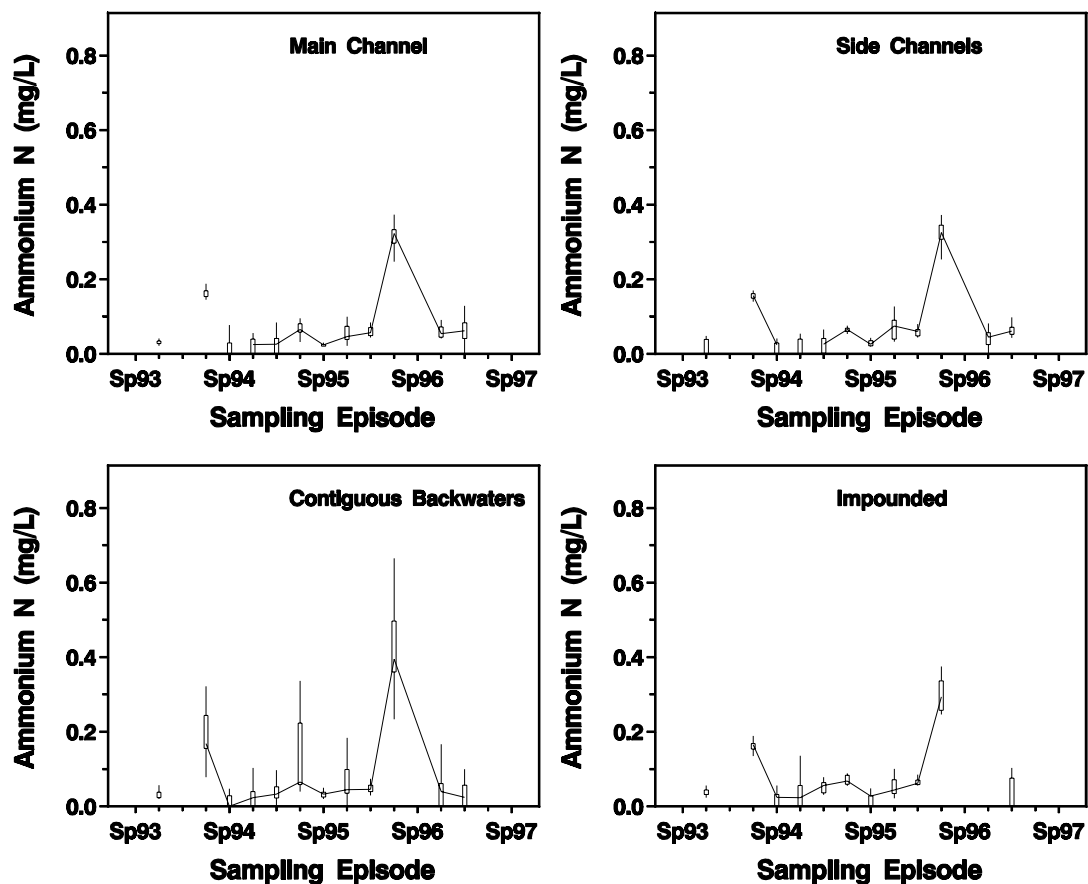 Main Channel
Ammonium N (mg/L)
0.8
0.6
0.4
0.2
0.0
Sp93 Sp94 Sp95 Sp96 Sp97
Sampling Episode
Side Channels
Ammonium N (mg/L)
0.8
0.6
0.4
0.2
0.0
Sp93 Sp94 Sp95 Sp96 Sp97
Sampling Episode
Contiguous Backwaters
Ammonium N (mg/L)
0.8
0.6
0.4
0.2
0.0
Sp93 Sp94 Sp95 Sp96 Sp97
Sampling Episode
Impounded
Ammonium N (mg/L)
0.8
0.6
0.4
0.2
0.0
Sp93 Sp94 Sp95 Sp96 Sp97
Sampling Episode